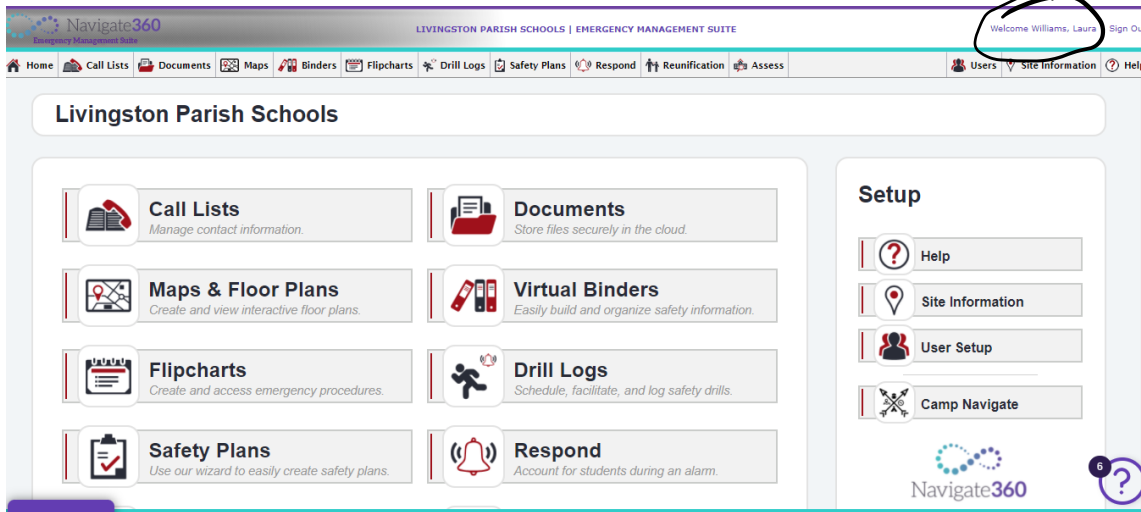 Navigate360
Emergency Management Suite
LIVINGSTON PARISH SCHOOLS | EMERGENCY MANAGEMENT SUITE
Welcome Williams, Laura
Sign Ou
Home Call Lists Documents Maps Binders Flipcharts Drill Logs Safety Plans Respond Reunification Assess Users Site Information Help
Livingston Parish Schools
Call Lists
Manage contact information.
Documents
Store files securely in the cloud.
Maps & Floor Plans
Create and view interactive floor plans.
Virtual Binders
Easily build and organize safety information.
Flipcharts
Create and access emergency procedures.
Drill Logs
Schedule, facilitate, and log safety drills.
Safety Plans
Use our wizard to easily create safety plans.
Respond
Account for students during an alarm.
Setup
Help
Site Information
User Setup
Camp Navigate
Navigate360
6
?